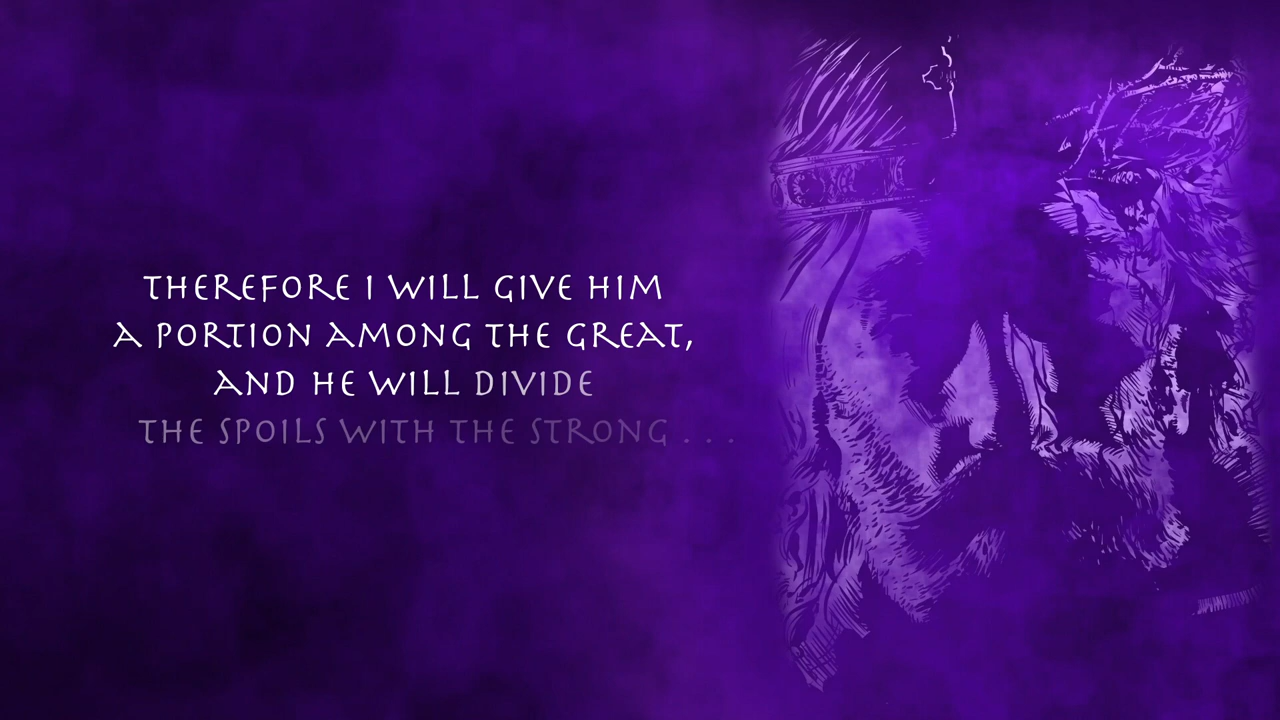 THEREFORE I WILL GIVE HIM
A PORTION AMONG THE GREAT,
AND HE WILL DIVIDE
THE SPOILS WITH THE STRONG . . .